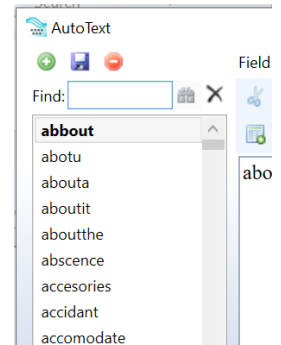 AutoText
Field
Find:
abbout
abo
abotu
abouta
aboutit
aboutthe
abscence
accesories
accidant
accomodate